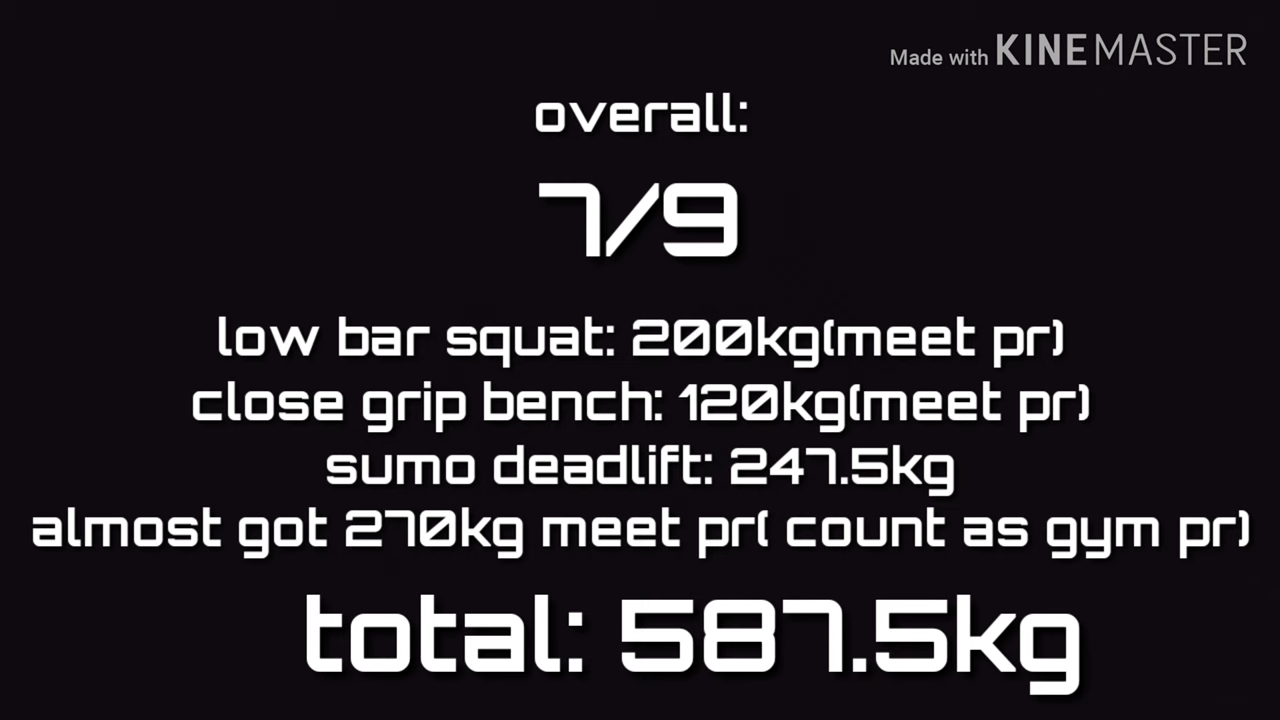 Made with KINEMASTER
overall:
7/9
low bar squat: 200kg(meet pr)
close grip bench: 120kg(meet pr)
sumo deadlift: 247.5kg
almost got 270kg meet pr( count as gym pr)
total: 587.5kg